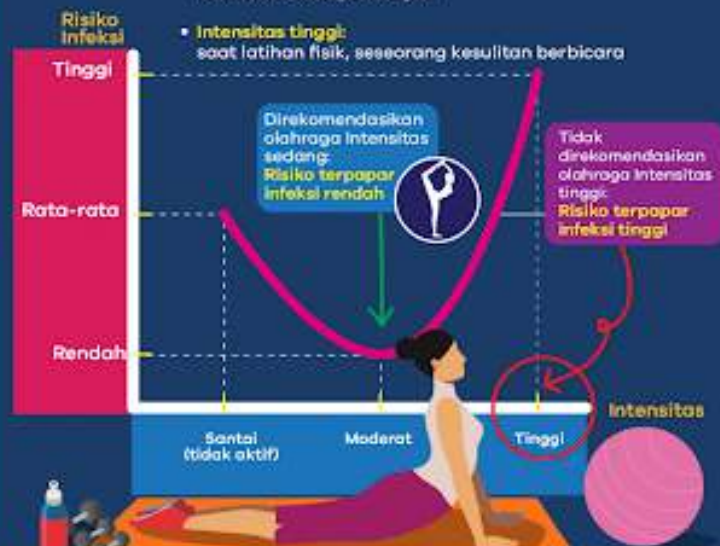 Risiko
Infeksi
• Intensitas tinggi:
saat latihan fisik, seseorang kesulitan berbicara
Tinggi
Direkomendasikan
olahraga Intensitas
sedang:
Risiko terpapar
infeksi rendah
Tidak
direkomendasikan
olahraga Intensitas
tinggi:
Risiko terpapar
infeksi tinggi
Rata-rata
Rendah
Intensitas
Santai
(tidak aktif)
Moderat
Tinggi